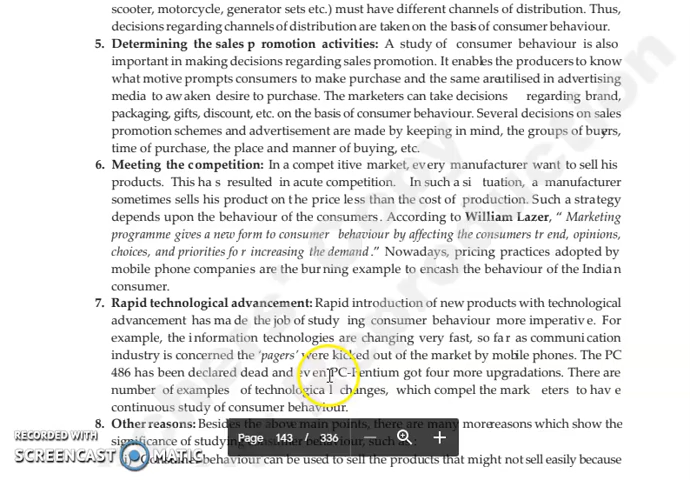 scooter, motorcycle, generator sets etc.) must have different channels of distribution. Thus,
decisions regarding channels of distribution are taken on the basis of consumer behaviour.
5. Determining the sales p romotion activities: A study of consumer behaviour is also
important in making decisions regarding sales promotion. It enables the producers to know
what motive prompts consumers to make purchase and the same are utilised in advertising
media to aw aken desire to purchase. The marketers can take decisions regarding brand,
packaging, gifts, discount, etc. on the basis of consumer behaviour. Several decisions on sales
promotion schemes and advertisement are made by keeping in mind, the groups of buyers,
time of purchase, the place and manner of buying, etc.
6. Meeting the competition: In a compet itive market, every manufacturer want to sell his
products. This ha s resulted in acute competition. In such a si tuation, a manufacturer
sometimes sells his product on the price less than the cost of production. Such a strategy
depends upon the behaviour of the consumers. According to William Lazer, “ Marketing
programme gives a new form to consumer behaviour by affecting the consumers tr end, opinions,
choices, and priorities fo r increasing the demand.” Nowadays, pricing practices adopted by
mobile phone companies are the burning example to encash the behaviour of the Indian
consumer.
7. Rapid technological advancement: Rapid introduction of new products with technological
advancement has ma de the job of study ing consumer behaviour more imperative. For
example, the information technologies are changing very fast, so far as communication
industry is concerned the ‘pagers’ were kicked out of the market by mobile phones. The PC
486 has been declared dead and even PC-Pentium got four more upgradations. There are
number of examples of technologica l changes, which compel the mark eters to hav e
continuous study of consumer behaviour.
8. Other reasons: Besides the above main points, there are many more reasons which show the
significance of studying consumer behaviour, such as:
behaviour can be used to sell the products that might not sell easily because
Page 143 / 336
RECORDED WITH
SCREENCAST MATIC